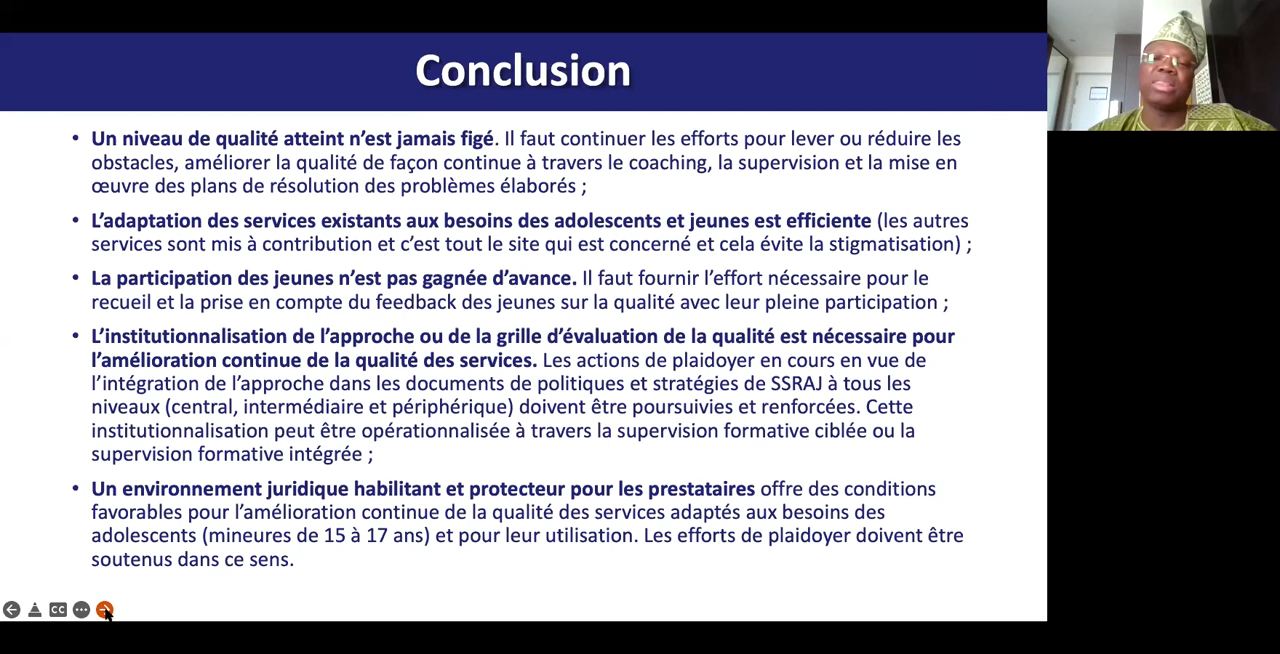 Conclusion
• Un niveau de qualité atteint n’est jamais figé. Il faut continuer les efforts pour lever ou réduire les
obstacles, améliorer la qualité de façon continue à travers le coaching, la supervision et la mise en
œuvre des plans de résolution des problèmes élaborés ;
• L’adaptation des services existants aux besoins des adolescents et jeunes est efficiente (les autres
services sont mis à contribution et c’est tout le site qui est concerné et cela évite la stigmatisation) ;
• La participation des jeunes n’est pas gagnée d’avance. Il faut fournir l’effort nécessaire pour le
recueil et la prise en compte du feedback des jeunes sur la qualité avec leur pleine participation ;
• L’institutionnalisation de l’approche ou de la grille d’évaluation de la qualité est nécessaire pour
l’amélioration continue de la qualité des services. Les actions de plaidoyer en cours en vue de
l’intégration de l’approche dans les documents de politiques et stratégies de SSRAJ à tous les
niveaux (central, intermédiaire et périphérique) doivent être poursuivies et renforcées. Cette
institutionnalisation peut être opérationnalisée à travers la supervision formative ciblée ou la
supervision formative intégrée ;
• Un environnement juridique habilitant et protecteur pour les prestataires offre des conditions
favorables pour l’amélioration continue de la qualité des services adaptés aux besoins des
adolescents (mineures de 15 à 17 ans) et pour leur utilisation. Les efforts de plaidoyer doivent être
soutenus dans ce sens.
CC